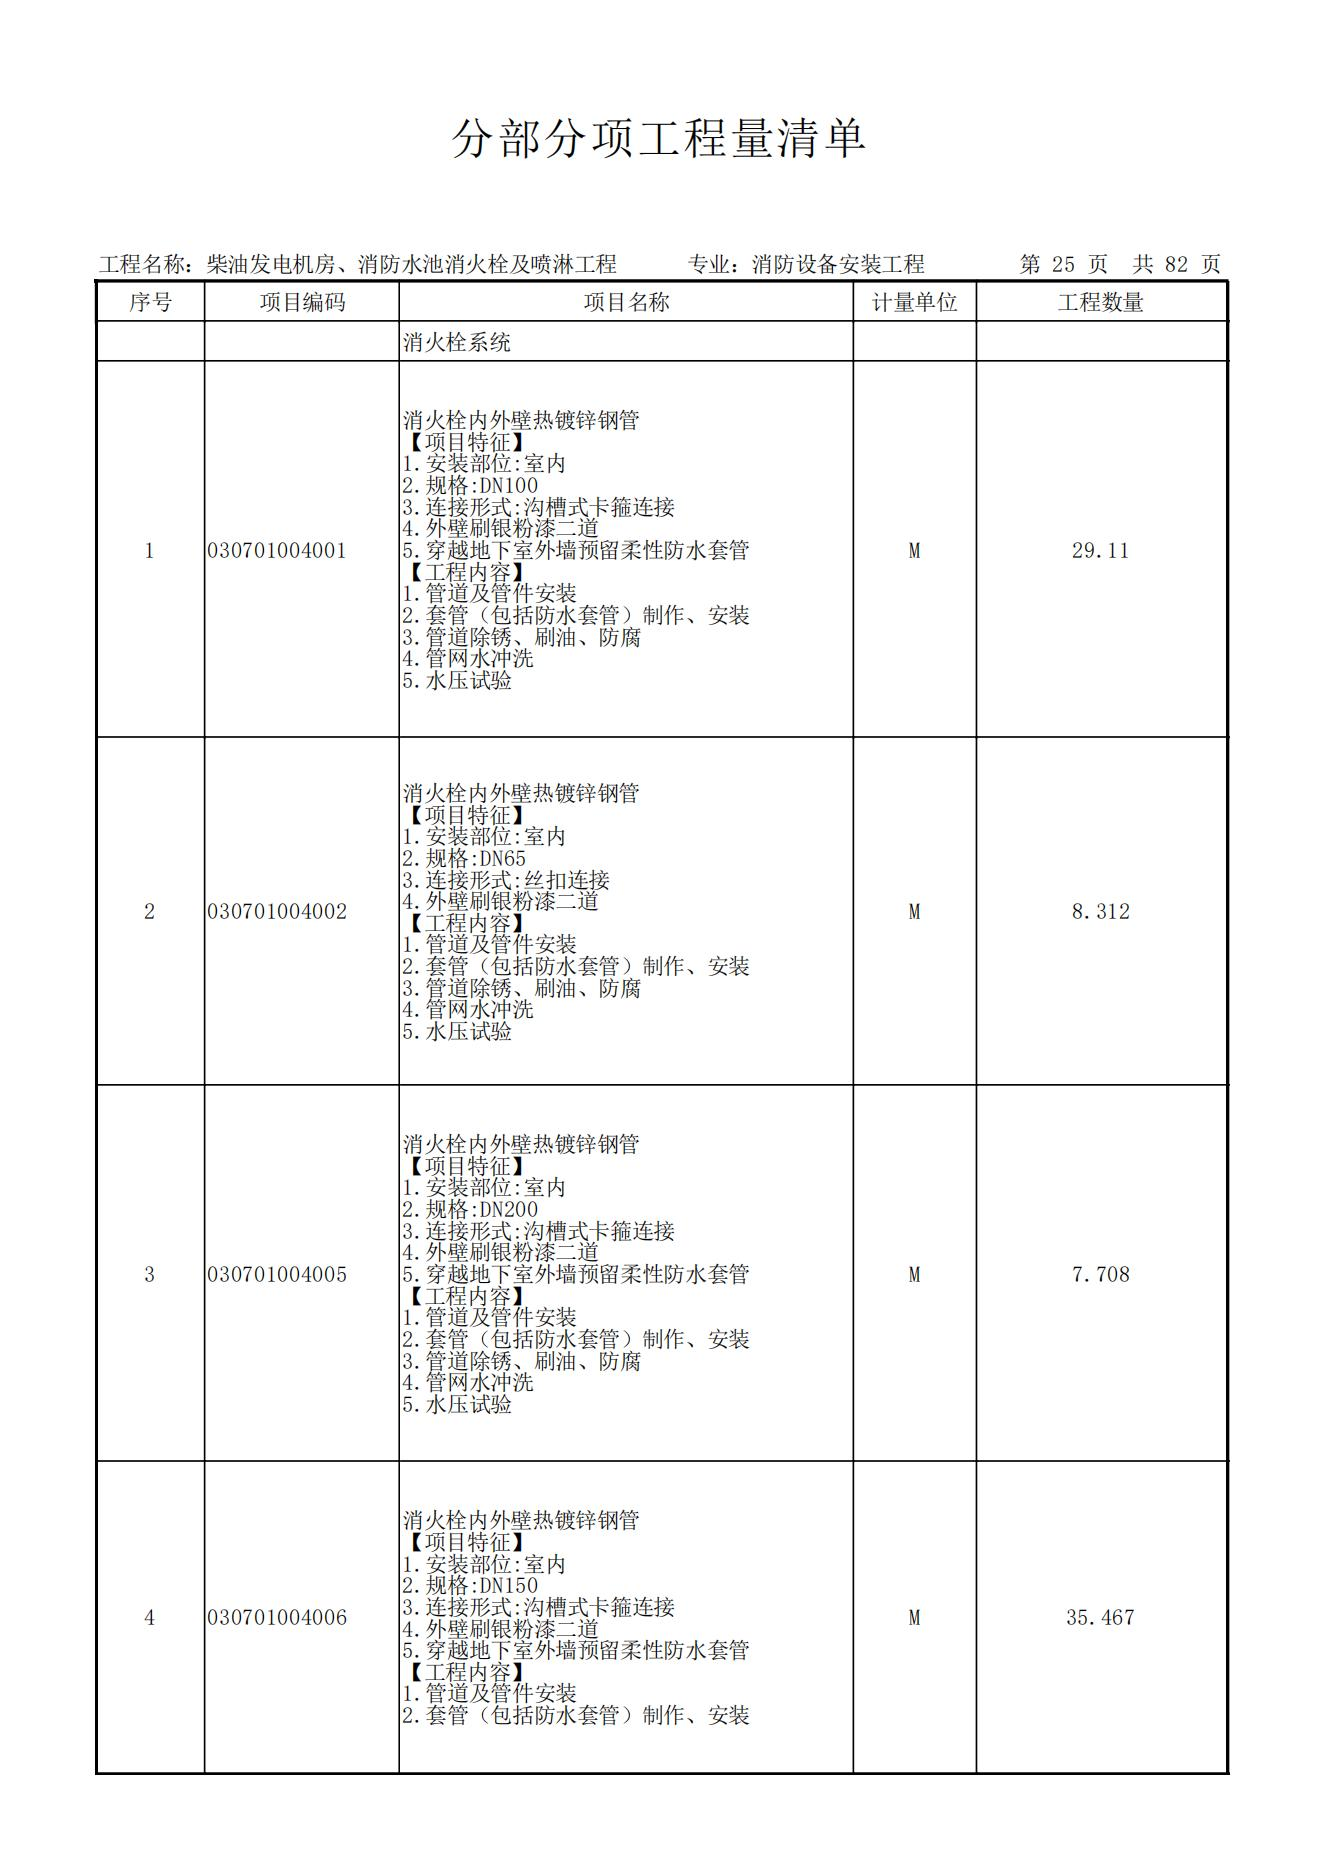 分部分项工程量清单
工程名称：柴油发电机房、消防水池消火栓及喷淋工程 专业：消防设备安装工程 第 25 页 共 82 页
序号 项目编码 项目名称 计量单位 工程数量
消火栓系统
消火栓内外壁热镀锌钢管
【项目特征】
1.安装部位:室内
2.规格:DN100
3.连接形式:沟槽式卡箍连接
4.外壁刷银粉漆二道
1 030701004001 5.穿越地下室外墙预留柔性防水套管 M 29.11
【工程内容】
1.管道及管件安装
2.套管（包括防水套管）制作、安装
3.管道除锈、刷油、防腐
4.管网水冲洗
5.水压试验
消火栓内外壁热镀锌钢管
【项目特征】
1.安装部位:室内
2.规格:DN65
3.连接形式:丝扣连接
4.外壁刷银粉漆二道
2 030701004002 【工程内容】 M 8.312
1.管道及管件安装
2.套管（包括防水套管）制作、安装
3.管道除锈、刷油、防腐
4.管网水冲洗
5.水压试验
消火栓内外壁热镀锌钢管
【项目特征】
1.安装部位:室内
2.规格:DN200
3.连接形式:沟槽式卡箍连接
4.外壁刷银粉漆二道
3 030701004005 5.穿越地下室外墙预留柔性防水套管 M 7.708
【工程内容】
1.管道及管件安装
2.套管（包括防水套管）制作、安装
3.管道除锈、刷油、防腐
4.管网水冲洗
5.水压试验
消火栓内外壁热镀锌钢管
【项目特征】
1.安装部位:室内
2.规格:DN150
3.连接形式:沟槽式卡箍连接
4 030701004006 4.外壁刷银粉漆二道 M 35.467
5.穿越地下室外墙预留柔性防水套管
【工程内容】
1.管道及管件安装
2.套管（包括防水套管）制作、安装